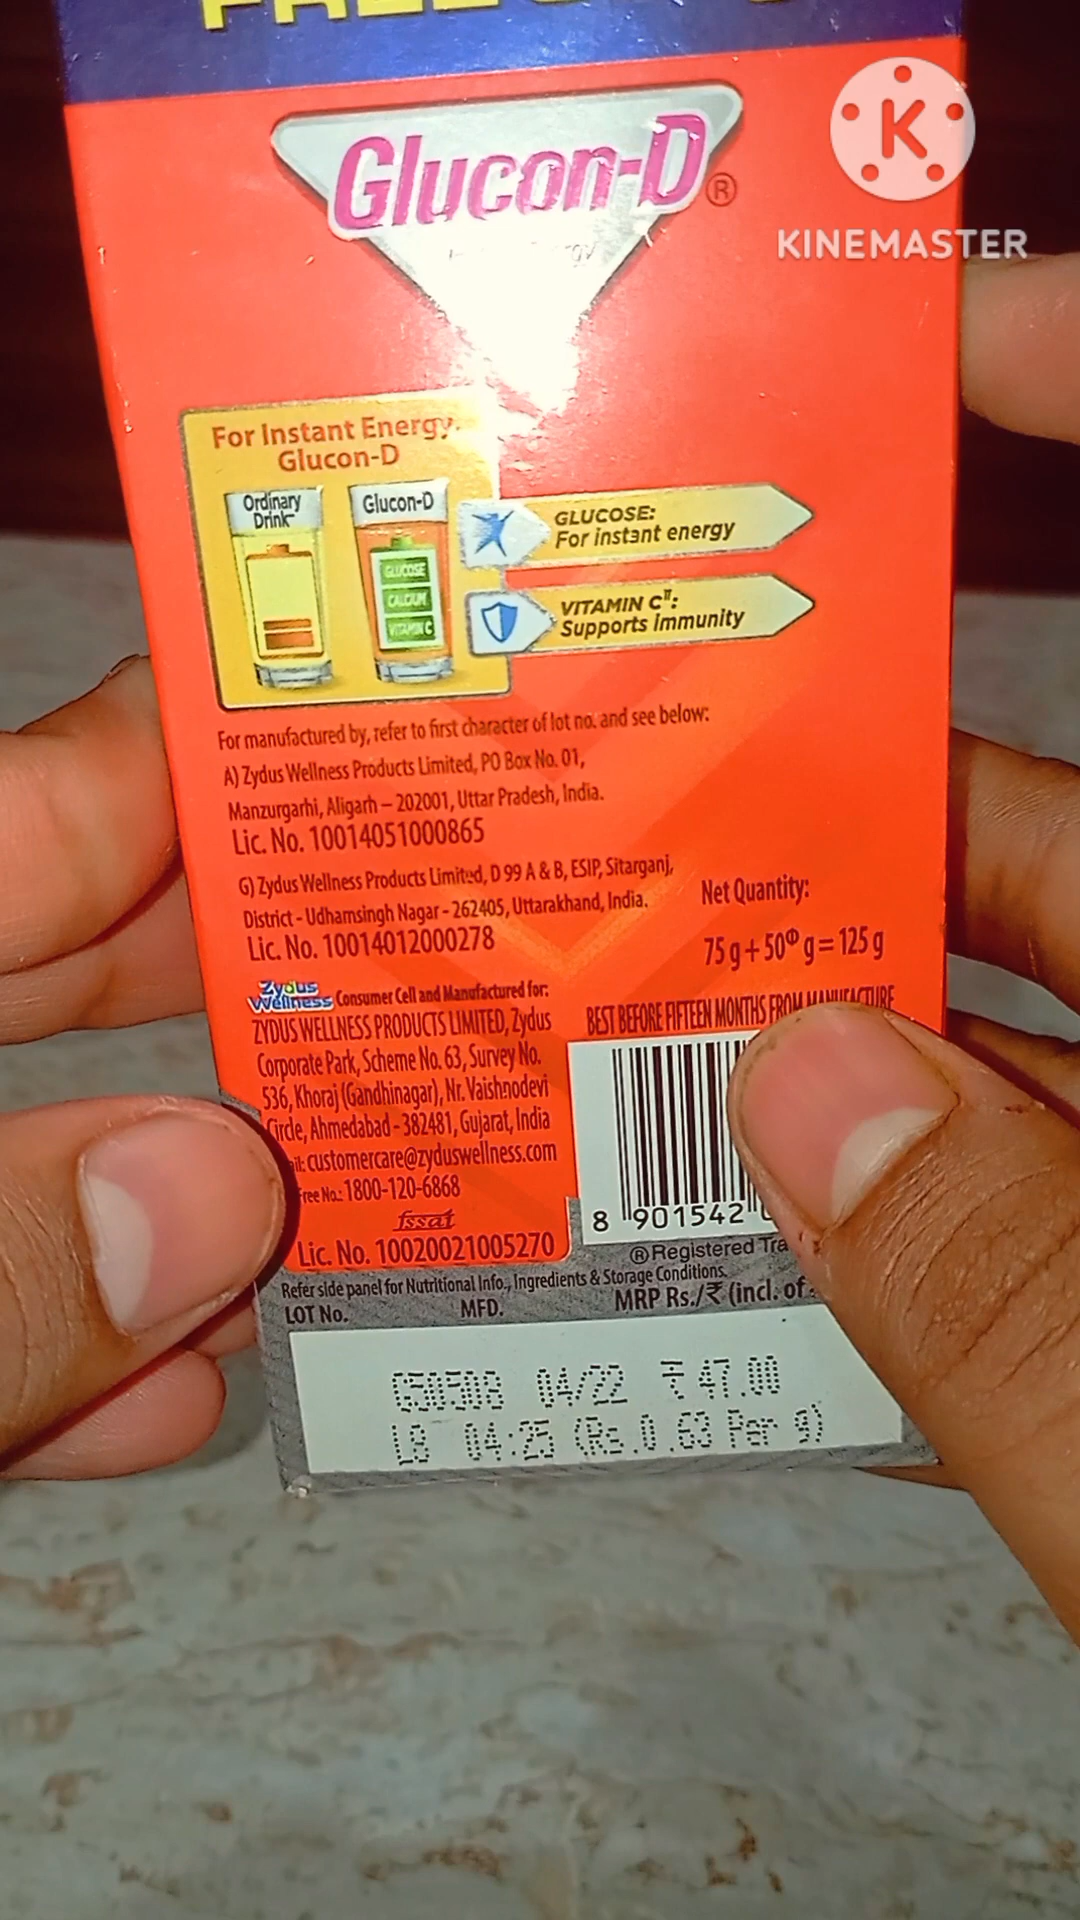 Glucon-D®
KINEMASTER
For Instant Energy.
Glucon-D
Ordinary
Drink
Glucon-D
GLUCOSE
CALCIUM
VITAMIN C
GLUCOSE:
For instant energy
VITAMIN C:
Supports immunity
For manufactured by, refer to first character of lot no. and see below:
A) Zydus Wellness Products Limited, PO Box No. 01,
Manzurgarhi, Aligarh – 202001, Uttar Pradesh, India.
Lic. No. 10014051000865
G) Zydus Wellness Products Limited, D 99 A & B, ESIP, Sitarganj,
District - Udhamsingh Nagar - 262405, Uttarakhand, India.
Lic. No. 10014012000278
Net Quantity:
75 g + 50 g = 125 g
Zydus
Wellness Consumer Cell and Manufactured for:
ZYDUS WELLNESS PRODUCTS LIMITED, Zydus
Corporate Park, Scheme No. 63, Survey No.
536, Khoraj (Gandhinagar), Nr. Vaishnodevi
Circle, Ahmedabad - 382481, Gujarat, India
customercare@zyduswellness.com
Free No.: 1800-120-6868
fssai
Lic. No. 10020021005270
BEST BEFORE FIFTEEN MONTHS FROM MANUFACTURE
8 901542
® Registered
Refer side panel for Nutritional Info., Ingredients & Storage Conditions.
LOT No. MFD. MRP Rs./₹ (incl. of
G5050B 04/22 ₹47.00
L8 04:25 (Rs.0.63 Per g)